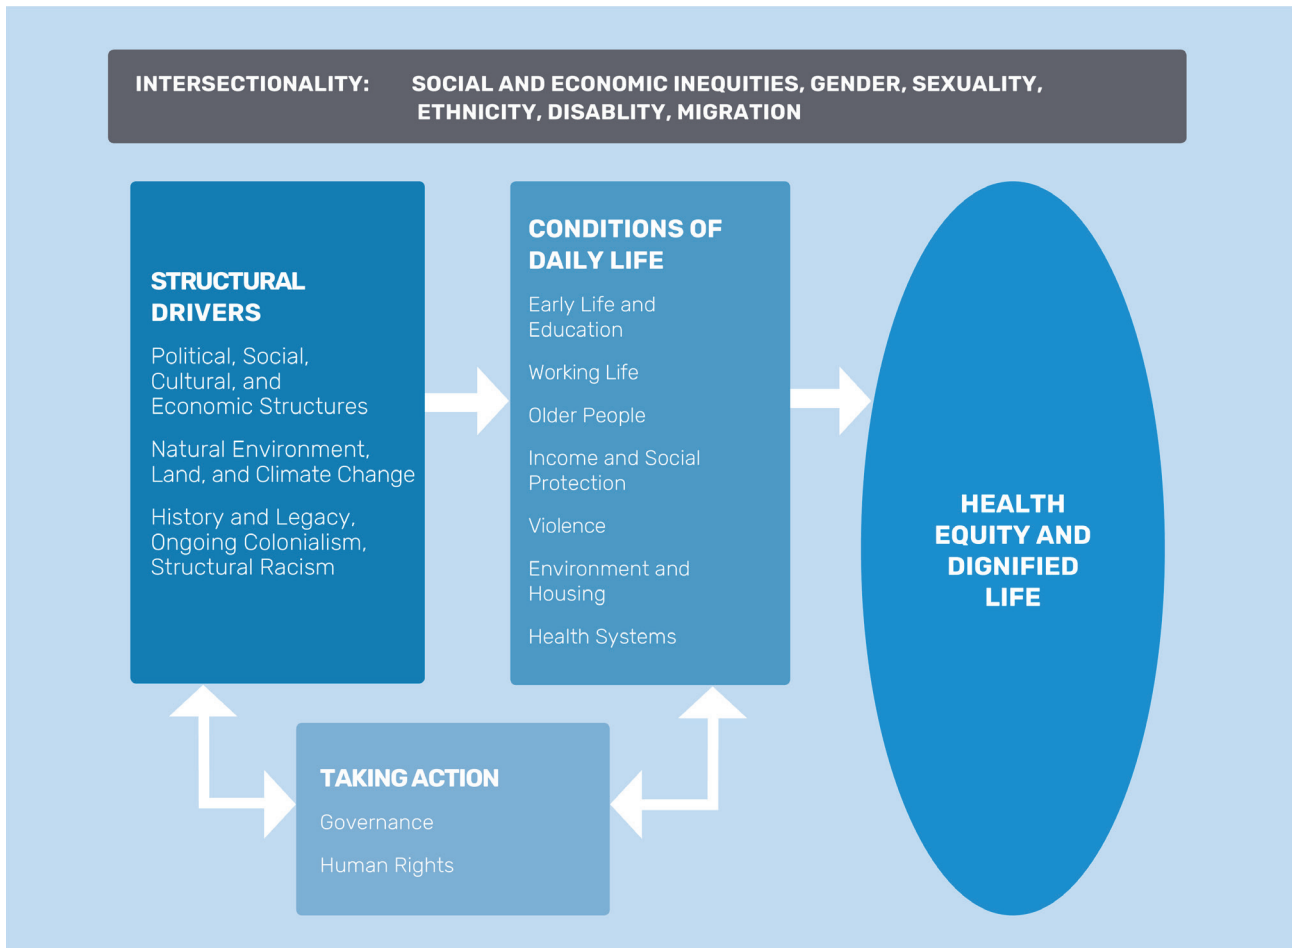 INTERSECTIONALITY: SOCIAL AND ECONOMIC INEQUITIES, GENDER, SEXUALITY,
ETHNICITY, DISABLITY, MIGRATION
STRUCTURAL
DRIVERS
Political, Social,
Cultural, and
Economic Structures
Natural Environment,
Land, and Climate Change
History and Legacy,
Ongoing Colonialism,
Structural Racism
CONDITIONS OF
DAILY LIFE
Early Life and
Education
Working Life
Older People
Income and Social
Protection
Violence
Environment and
Housing
Health Systems
HEALTH
EQUITY AND
DIGNIFIED
LIFE
TAKING ACTION
Governance
Human Rights